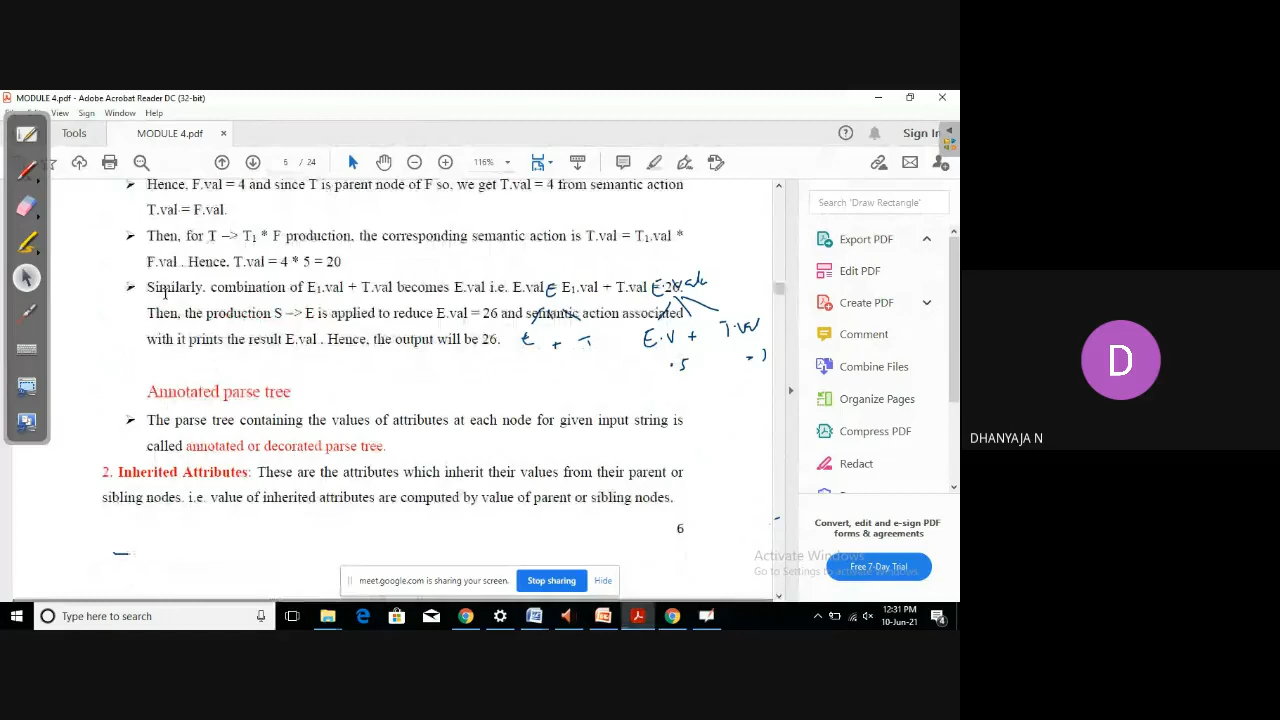 MODULE 4.pdf - Adobe Acrobat Reader DC (32-bit)
View Sign Window Help
Tools MODULE 4.pdf × Sign In
6 / 24 116%
Hence. F.val = 4 and since T is parent node of F so, we get T.val = 4 from semantic action
T.val = F.val.
Then, for T –> T1 * F production, the corresponding semantic action is T.val = T1.val *
F.val . Hence, T.val = 4 * 5 = 20
Similarly, combination of E1.val + T.val becomes E.val i.e. E.val = E1.val + T.val = 26.
Then, the production S –> E is applied to reduce E.val = 26 and semantic action associated
with it prints the result E.val . Hence, the output will be 26.
E E.val
E + T E.V + T.val
Annotated parse tree
The parse tree containing the values of attributes at each node for given input string is
called annotated or decorated parse tree.
2. Inherited Attributes: These are the attributes which inherit their values from their parent or
sibling nodes. i.e. value of inherited attributes are computed by value of parent or sibling nodes.
6
Search 'Draw Rectangle'
Export PDF
Edit PDF
Create PDF
Comment
Combine Files
Organize Pages
Compress PDF
Redact
Convert, edit and e-sign PDF
forms & agreements
Free 7-Day Trial
Activate Windows
Go to Settings to activate Windows.
meet.google.com is sharing your screen. Stop sharing Hide
Type here to search
12:31 PM
10-Jun-21
4
D
DHANYAJA N